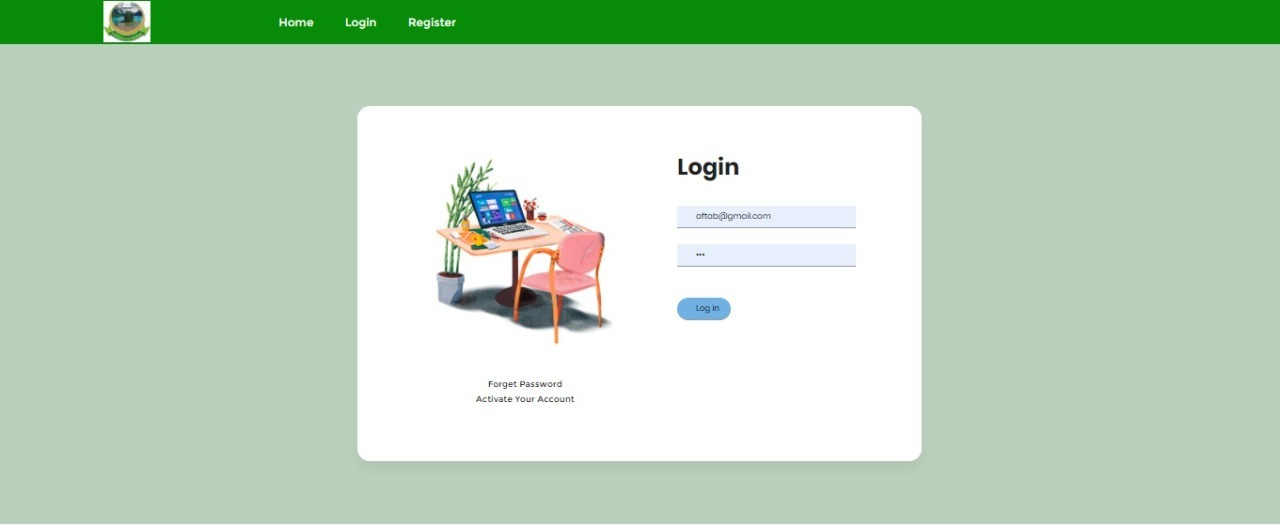 Home Login Register
Login
aftab@gmail.com
•••
Log in
Forget Password
Activate Your Account